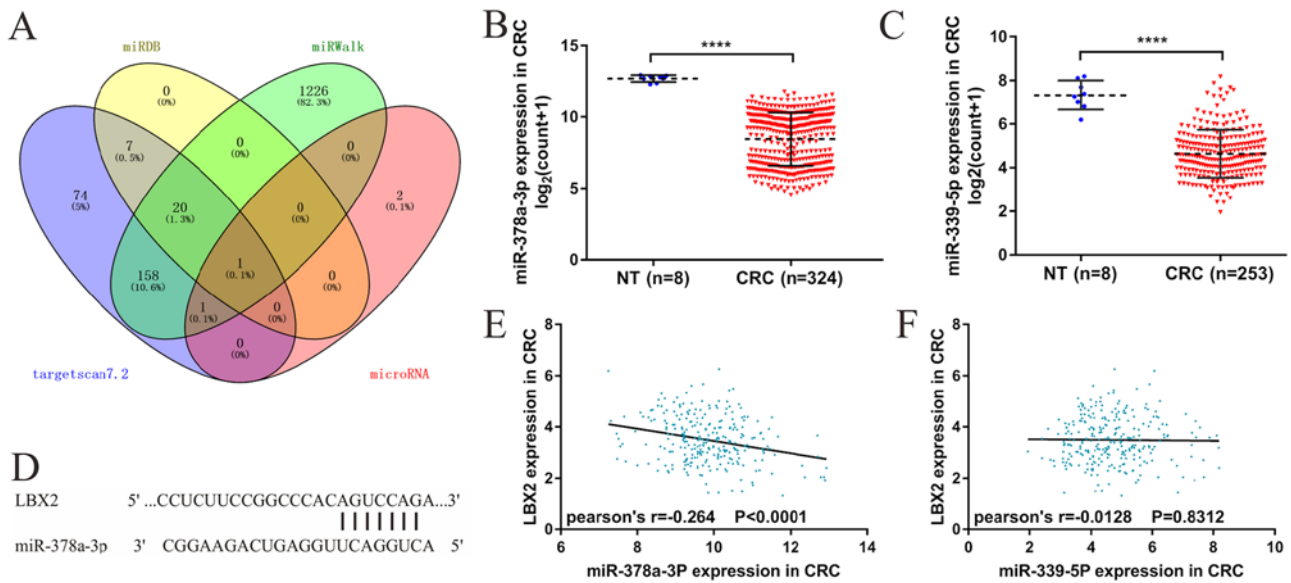 A
miRDB
miRWalk
0
(0%)
1226
(82.3%)
7
(0.5%)
0
(0%)
0
(0%)
74
(5%)
20
(1.3%)
0
(0%)
2
(0.1%)
158
(10.6%)
1
(0.1%)
0
(0%)
1
(0.1%)
0
(0%)
0
(0%)
targetscan7.2
microRNA
B
miR-378a-3p expression in CRC
log2(count+1)
15
10
5
0
****
NT (n=8)
CRC (n=324)
C
miR-339-5p expression in CRC
log2(count+1)
10
8
6
4
2
0
****
NT (n=8)
CRC (n=253)
D
LBX2 5' ...CCUCUUCCGGCCCACAGUCCAGA...3'
miR-378a-3p 3' CGGAAGACUGAGGUUCAGGUCA 5'
E
LBX2 expression in CRC
8
6
4
2
0
pearson's r=-0.264 P<0.0001
6 8 10 12 14
miR-378a-3P expression in CRC
F
LBX2 expression in CRC
8
6
4
2
0
pearson's r=-0.0128 P=0.8312
0 2 4 6 8 10
miR-339-5P expression in CRC